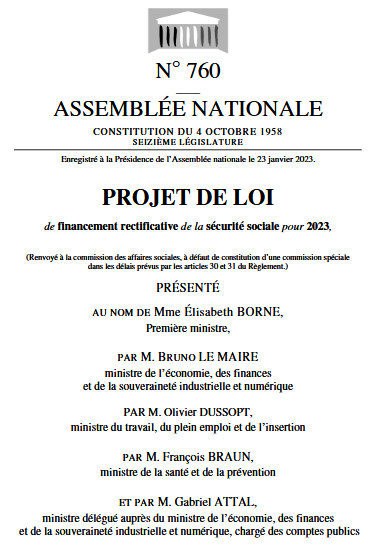 N° 760
ASSEMBLÉE NATIONALE
CONSTITUTION DU 4 OCTOBRE 1958
SEIZIÈME LÉGISLATURE
Enregistré à la Présidence de l'Assemblée nationale le 23 janvier 2023.
PROJET DE LOI
de financement rectificative de la sécurité sociale pour 2023,
(Renvoyé à la commission des affaires sociales, à défaut de constitution d'une commission spéciale
dans les délais prévus par les articles 30 et 31 du Règlement.)
PRÉSENTÉ
AU NOM DE Mme Élisabeth BORNE,
Première ministre,
PAR M. BRUNO LE MAIRE
ministre de l'économie, des finances
et de la souveraineté industrielle et numérique
PAR M. Olivier DUSSOPT,
ministre du travail, du plein emploi et de l'insertion
PAR M. François BRAUN,
ministre de la santé et de la prévention
ET PAR M. Gabriel ATTAL,
ministre délégué auprès du ministre de l'économie, des finances
et de la souveraineté industrielle et numérique, chargé des comptes publics